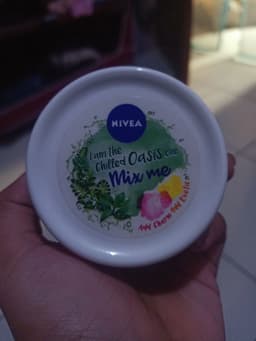 NIVEA
I am the
Chilled Oasis one
Mix me